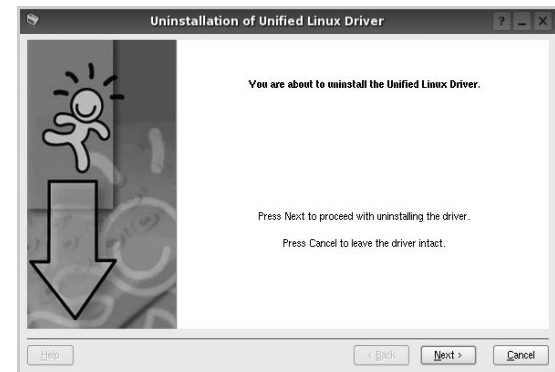 Uninstallation of Unified Linux Driver
You are about to uninstall the Unified Linux Driver.
Press Next to proceed with uninstalling the driver.
Press Cancel to leave the driver intact.
Help
< Back
Next >
Cancel